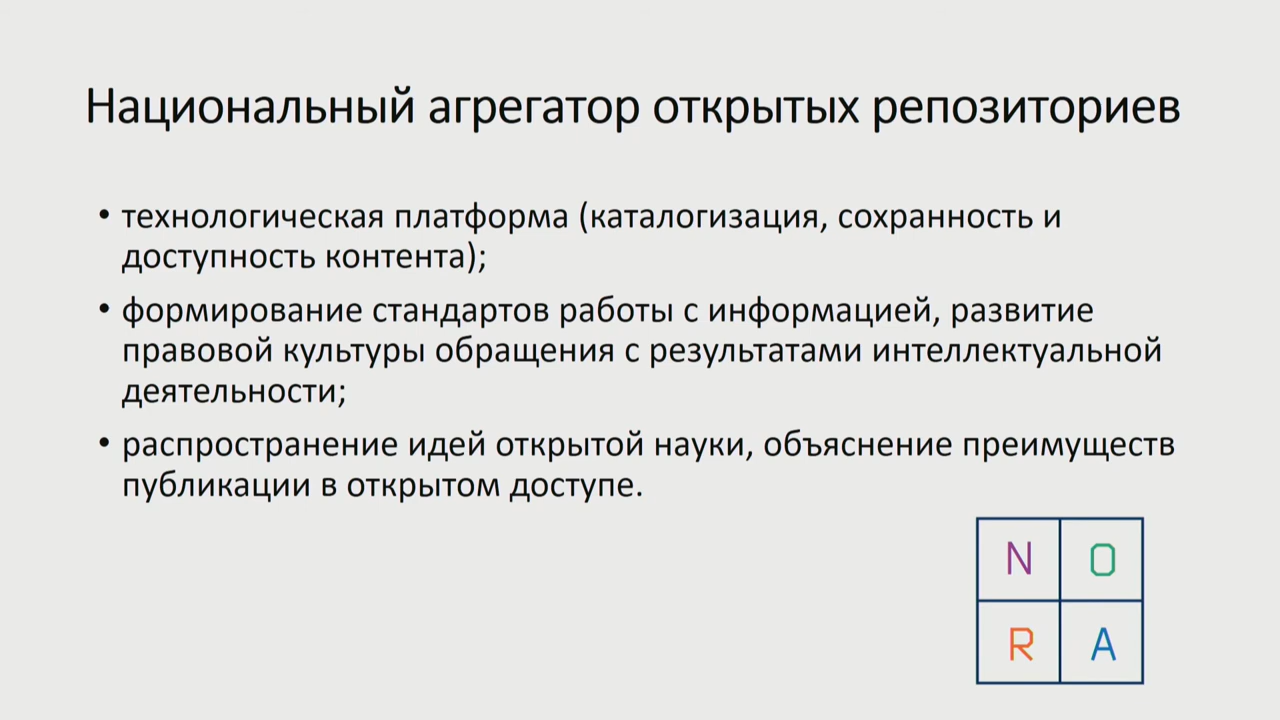 Национальный агрегатор открытых репозиториев
• технологическая платформа (каталогизация, сохранность и
доступность контента);
• формирование стандартов работы с информацией, развитие
правовой культуры обращения с результатами интеллектуальной
деятельности;
• распространение идей открытой науки, объяснение преимуществ
публикации в открытом доступе.
N O
R A